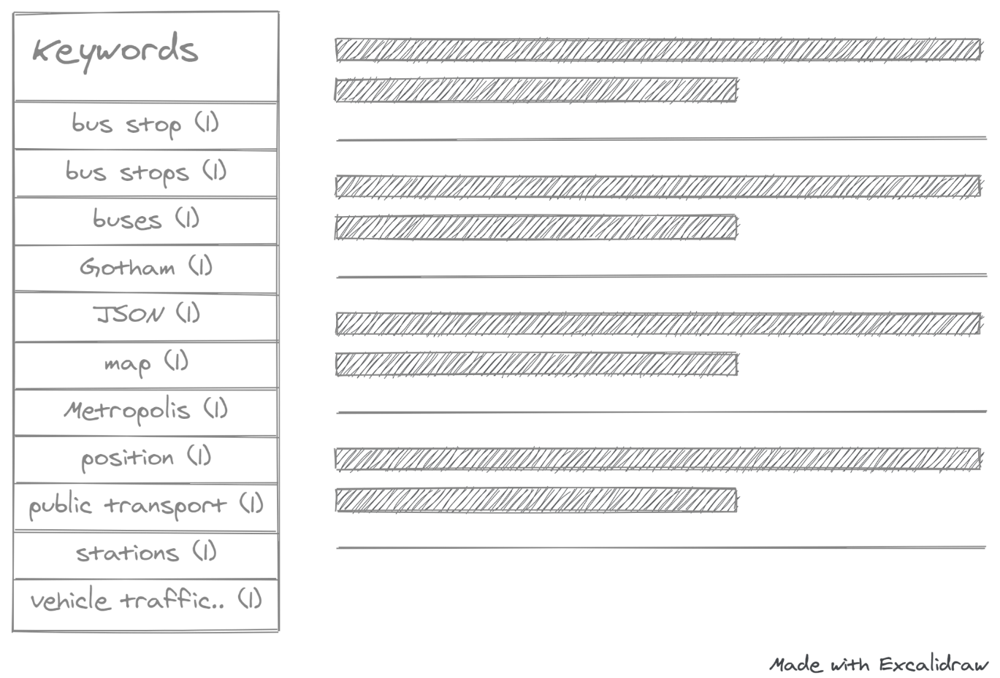 Keywords
bus stop (1)
bus stops (1)
buses (1)
Gotham (1)
JSON (1)
map (1)
Metropolis (1)
position (1)
public transport (1)
stations (1)
vehicle traffic.. (1)
Made with Excalidraw